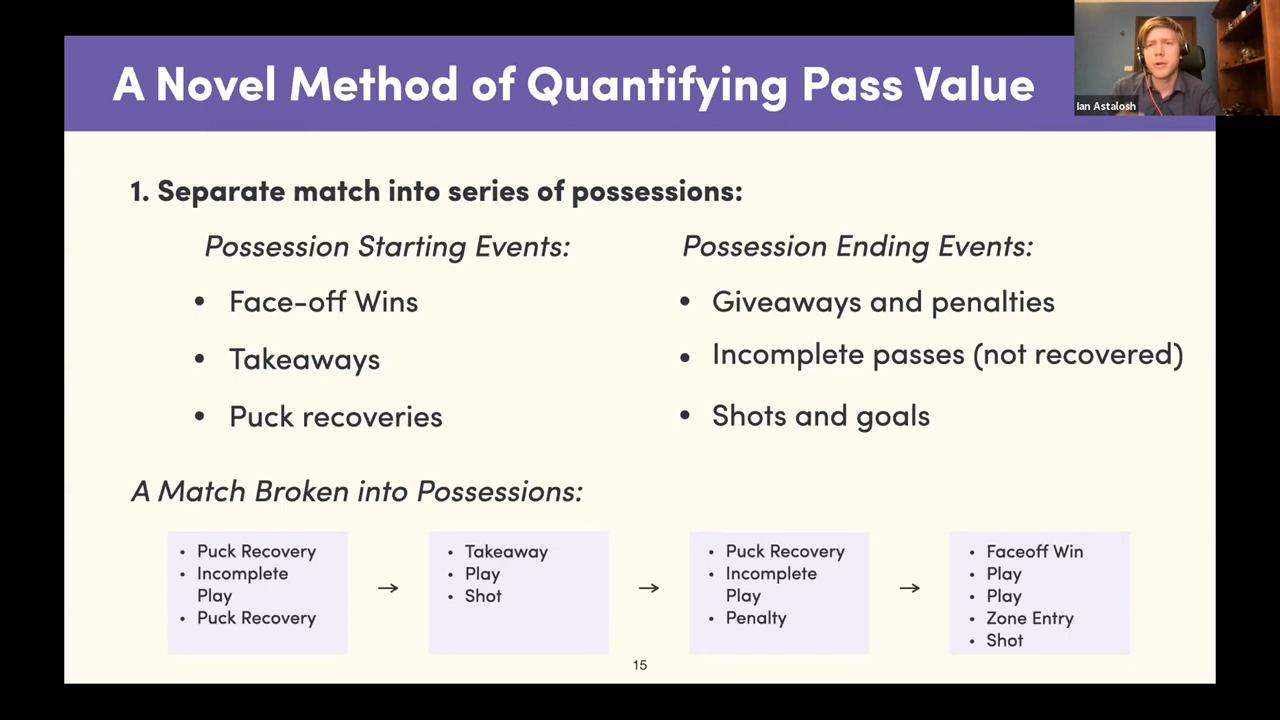 A Novel Method of Quantifying Pass Value
Ian Astalosh
1. Separate match into series of possessions:
Possession Starting Events:
• Face-off Wins
• Takeaways
• Puck recoveries
Possession Ending Events:
• Giveaways and penalties
• Incomplete passes (not recovered)
• Shots and goals
A Match Broken into Possessions:
• Puck Recovery
• Incomplete
Play
• Puck Recovery
→
• Takeaway
• Play
• Shot
→
• Puck Recovery
• Incomplete
Play
• Penalty
→
• Faceoff Win
• Play
• Play
• Zone Entry
• Shot
15